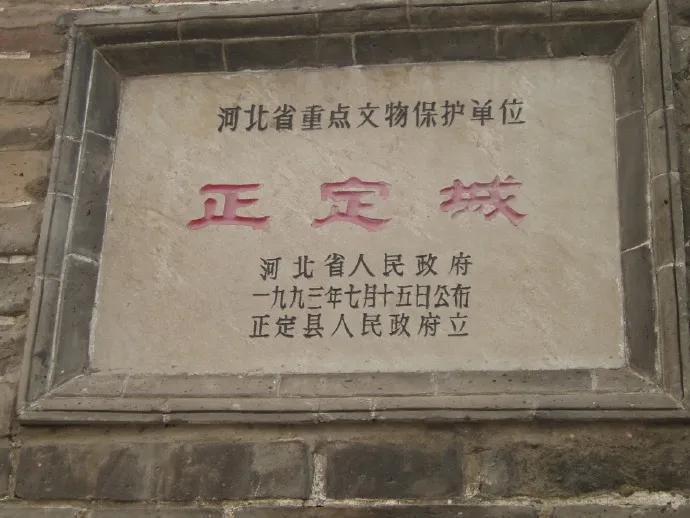 河北省重点文物保护单位
正定城
河北省人民政府
一九九三年七月十五日公布
正定县人民政府立